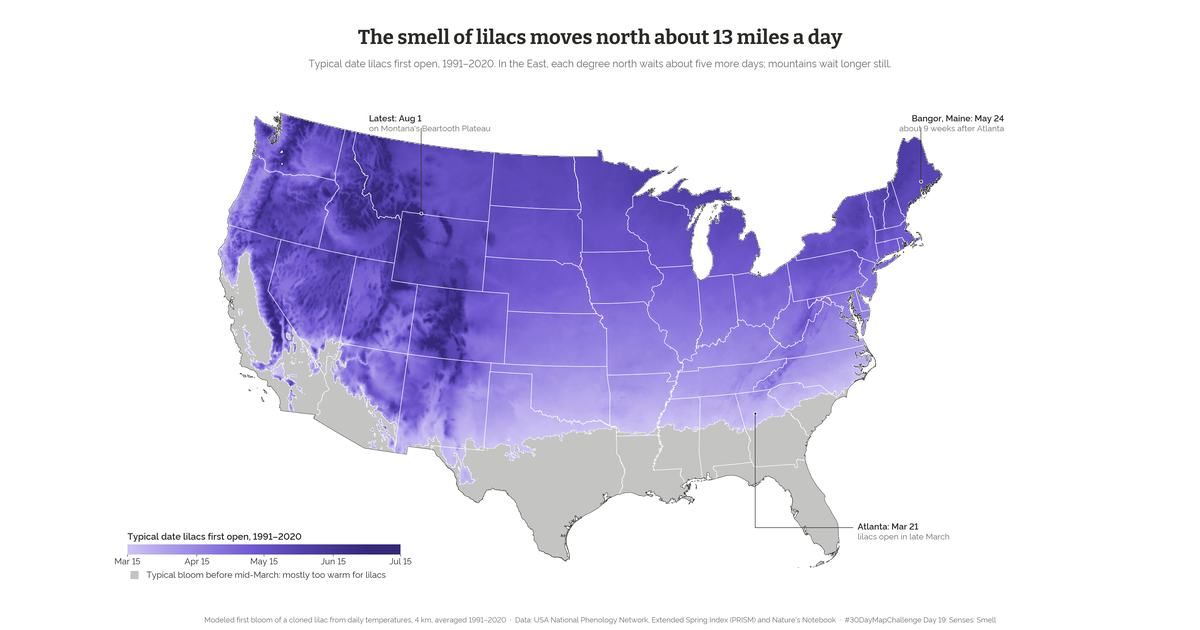 The smell of lilacs moves north about 13 miles a day
Typical date lilacs first open, 1991–2020. In the East, each degree north waits about five more days; mountains wait longer still.
Latest: Aug 1
on Montana's Beartooth Plateau
Bangor, Maine: May 24
about 9 weeks after Atlanta
Atlanta: Mar 21
lilacs open in late March
Typical date lilacs first open, 1991–2020
Mar 15 Apr 15 May 15 Jun 15 Jul 15
Typical bloom before mid-March: mostly too warm for lilacs
Modeled first bloom of a cloned lilac from daily temperatures, 4 km, averaged 1991–2020 · Data: USA National Phenology Network, Extended Spring Index (PRISM) and Nature's Notebook · #30DayMapChallenge Day 19: Senses: Smell